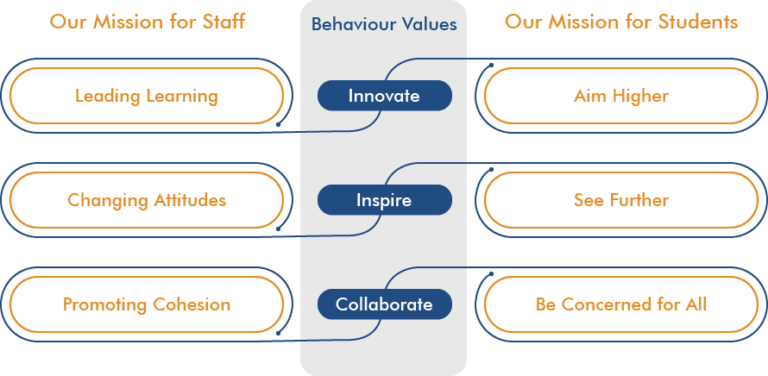 Our Mission for Staff
Behaviour Values
Our Mission for Students
Leading Learning
Innovate
Aim Higher
Changing Attitudes
Inspire
See Further
Promoting Cohesion
Collaborate
Be Concerned for All